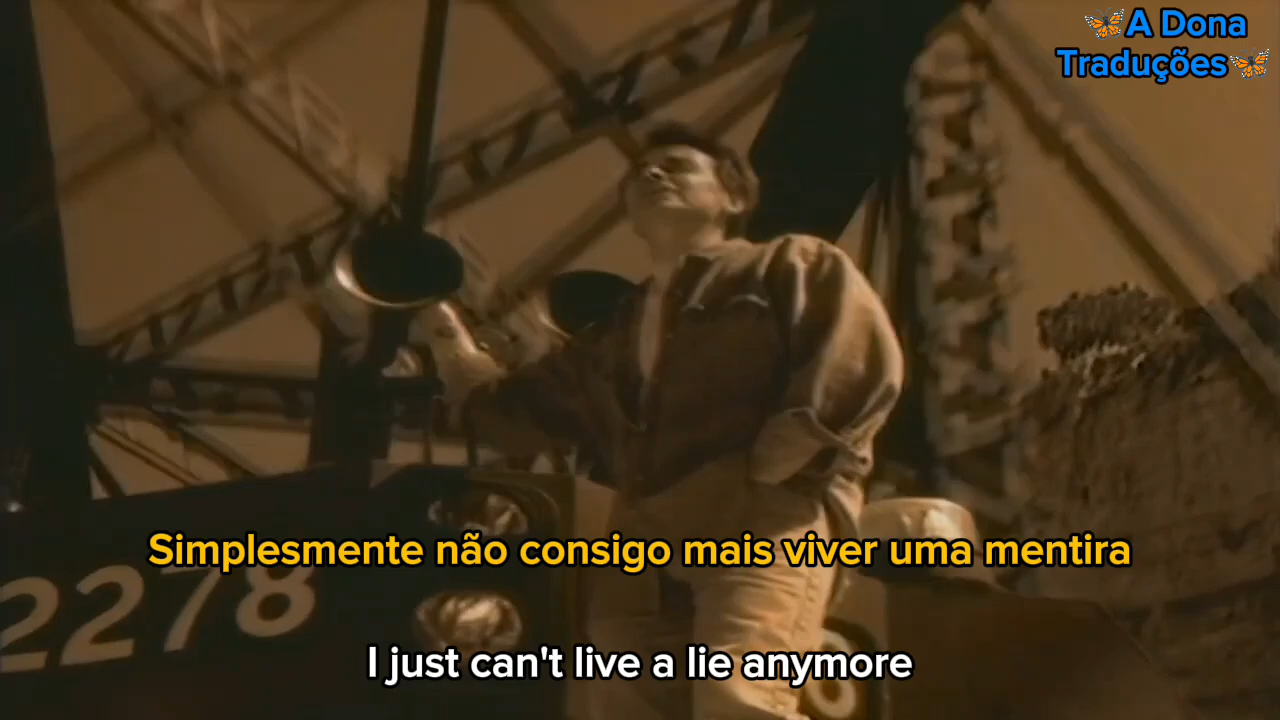 🦋A Dona
Traduções🦋
Simplesmente não consigo mais viver uma mentira
2278
I just can't live a lie anymore